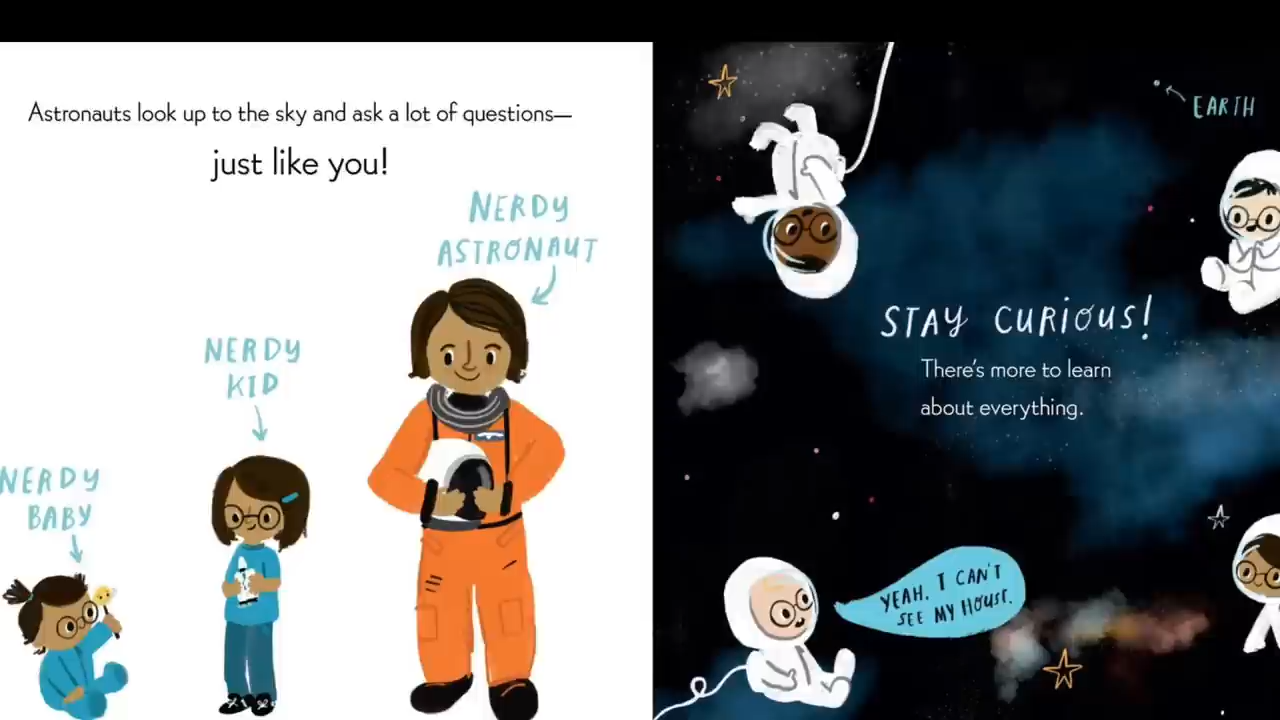 Astronauts look up to the sky and ask a lot of questions—
just like you!
NERDY
ASTRONAUT
NERDY
KID
NERDY
BABY
EARTH
STAY CURIOUS!
There's more to learn
about everything.
YEAH, I CAN'T
SEE MY HOUSE.